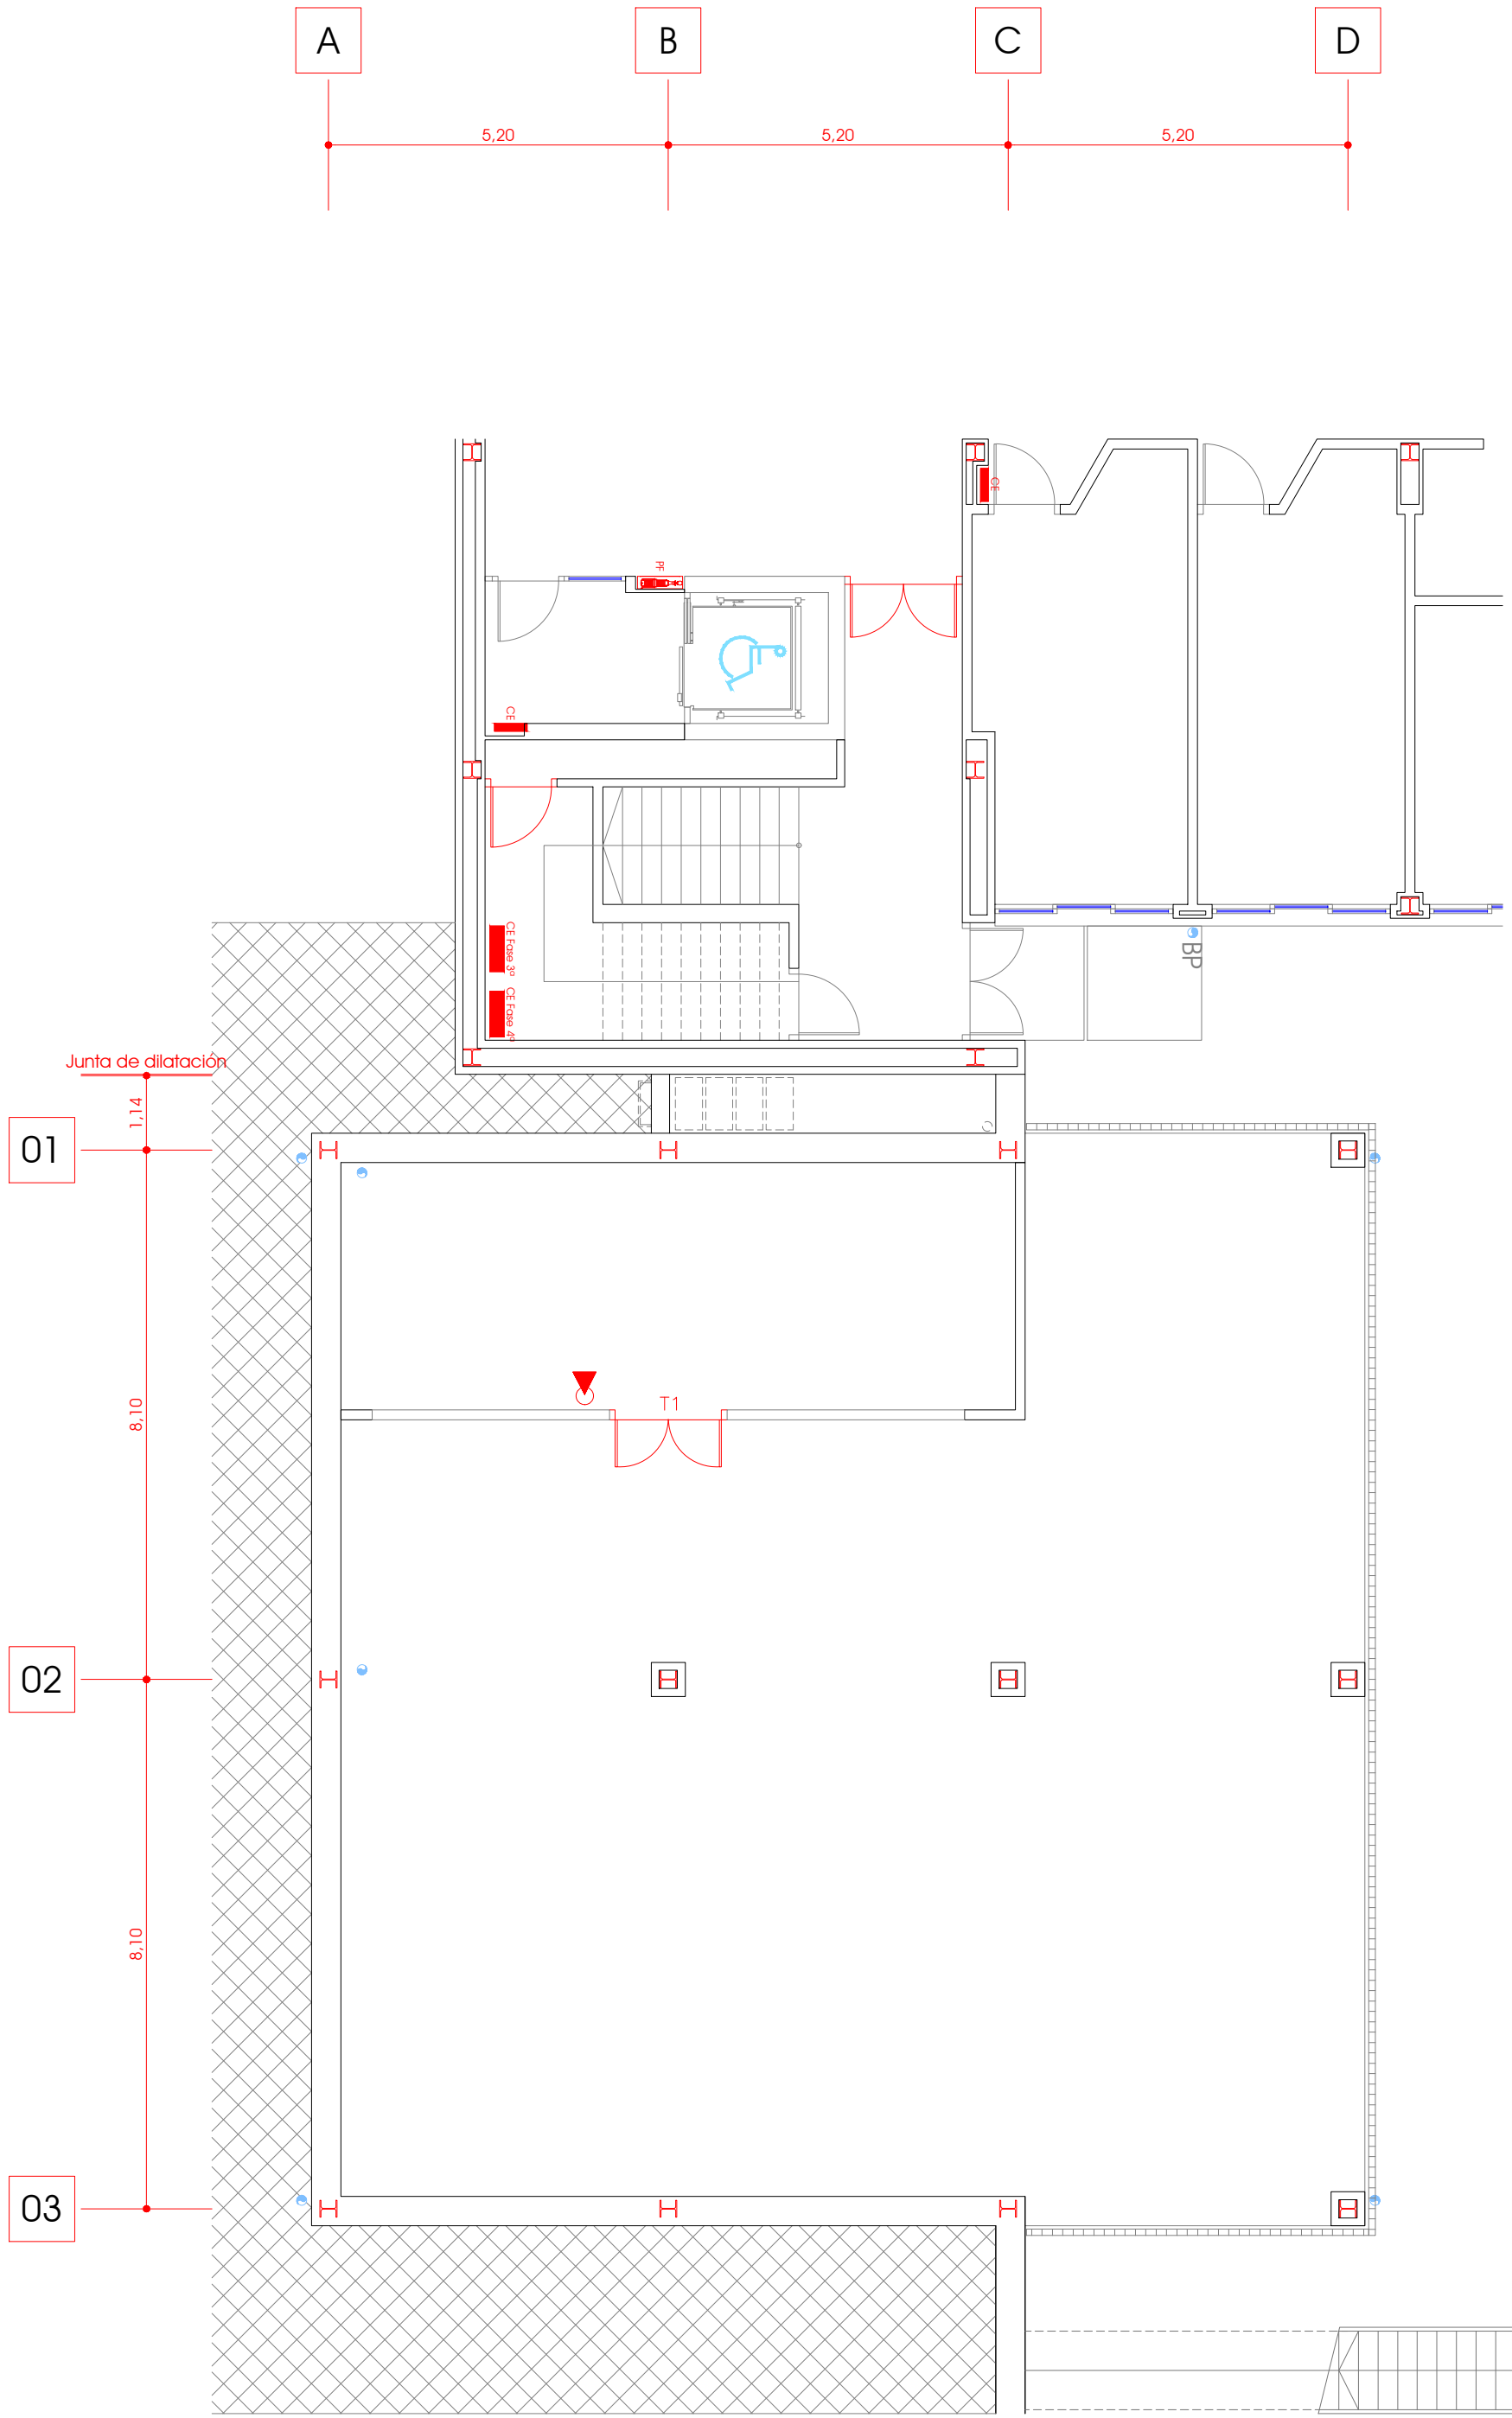 A
B
C
D
5,20
5,20
5,20
CE
PF
CE
CE Fase 3ª
CE Fase 4ª
BP
Junta de dilatación
1,14
01
8,10
T1
02
8,10
03